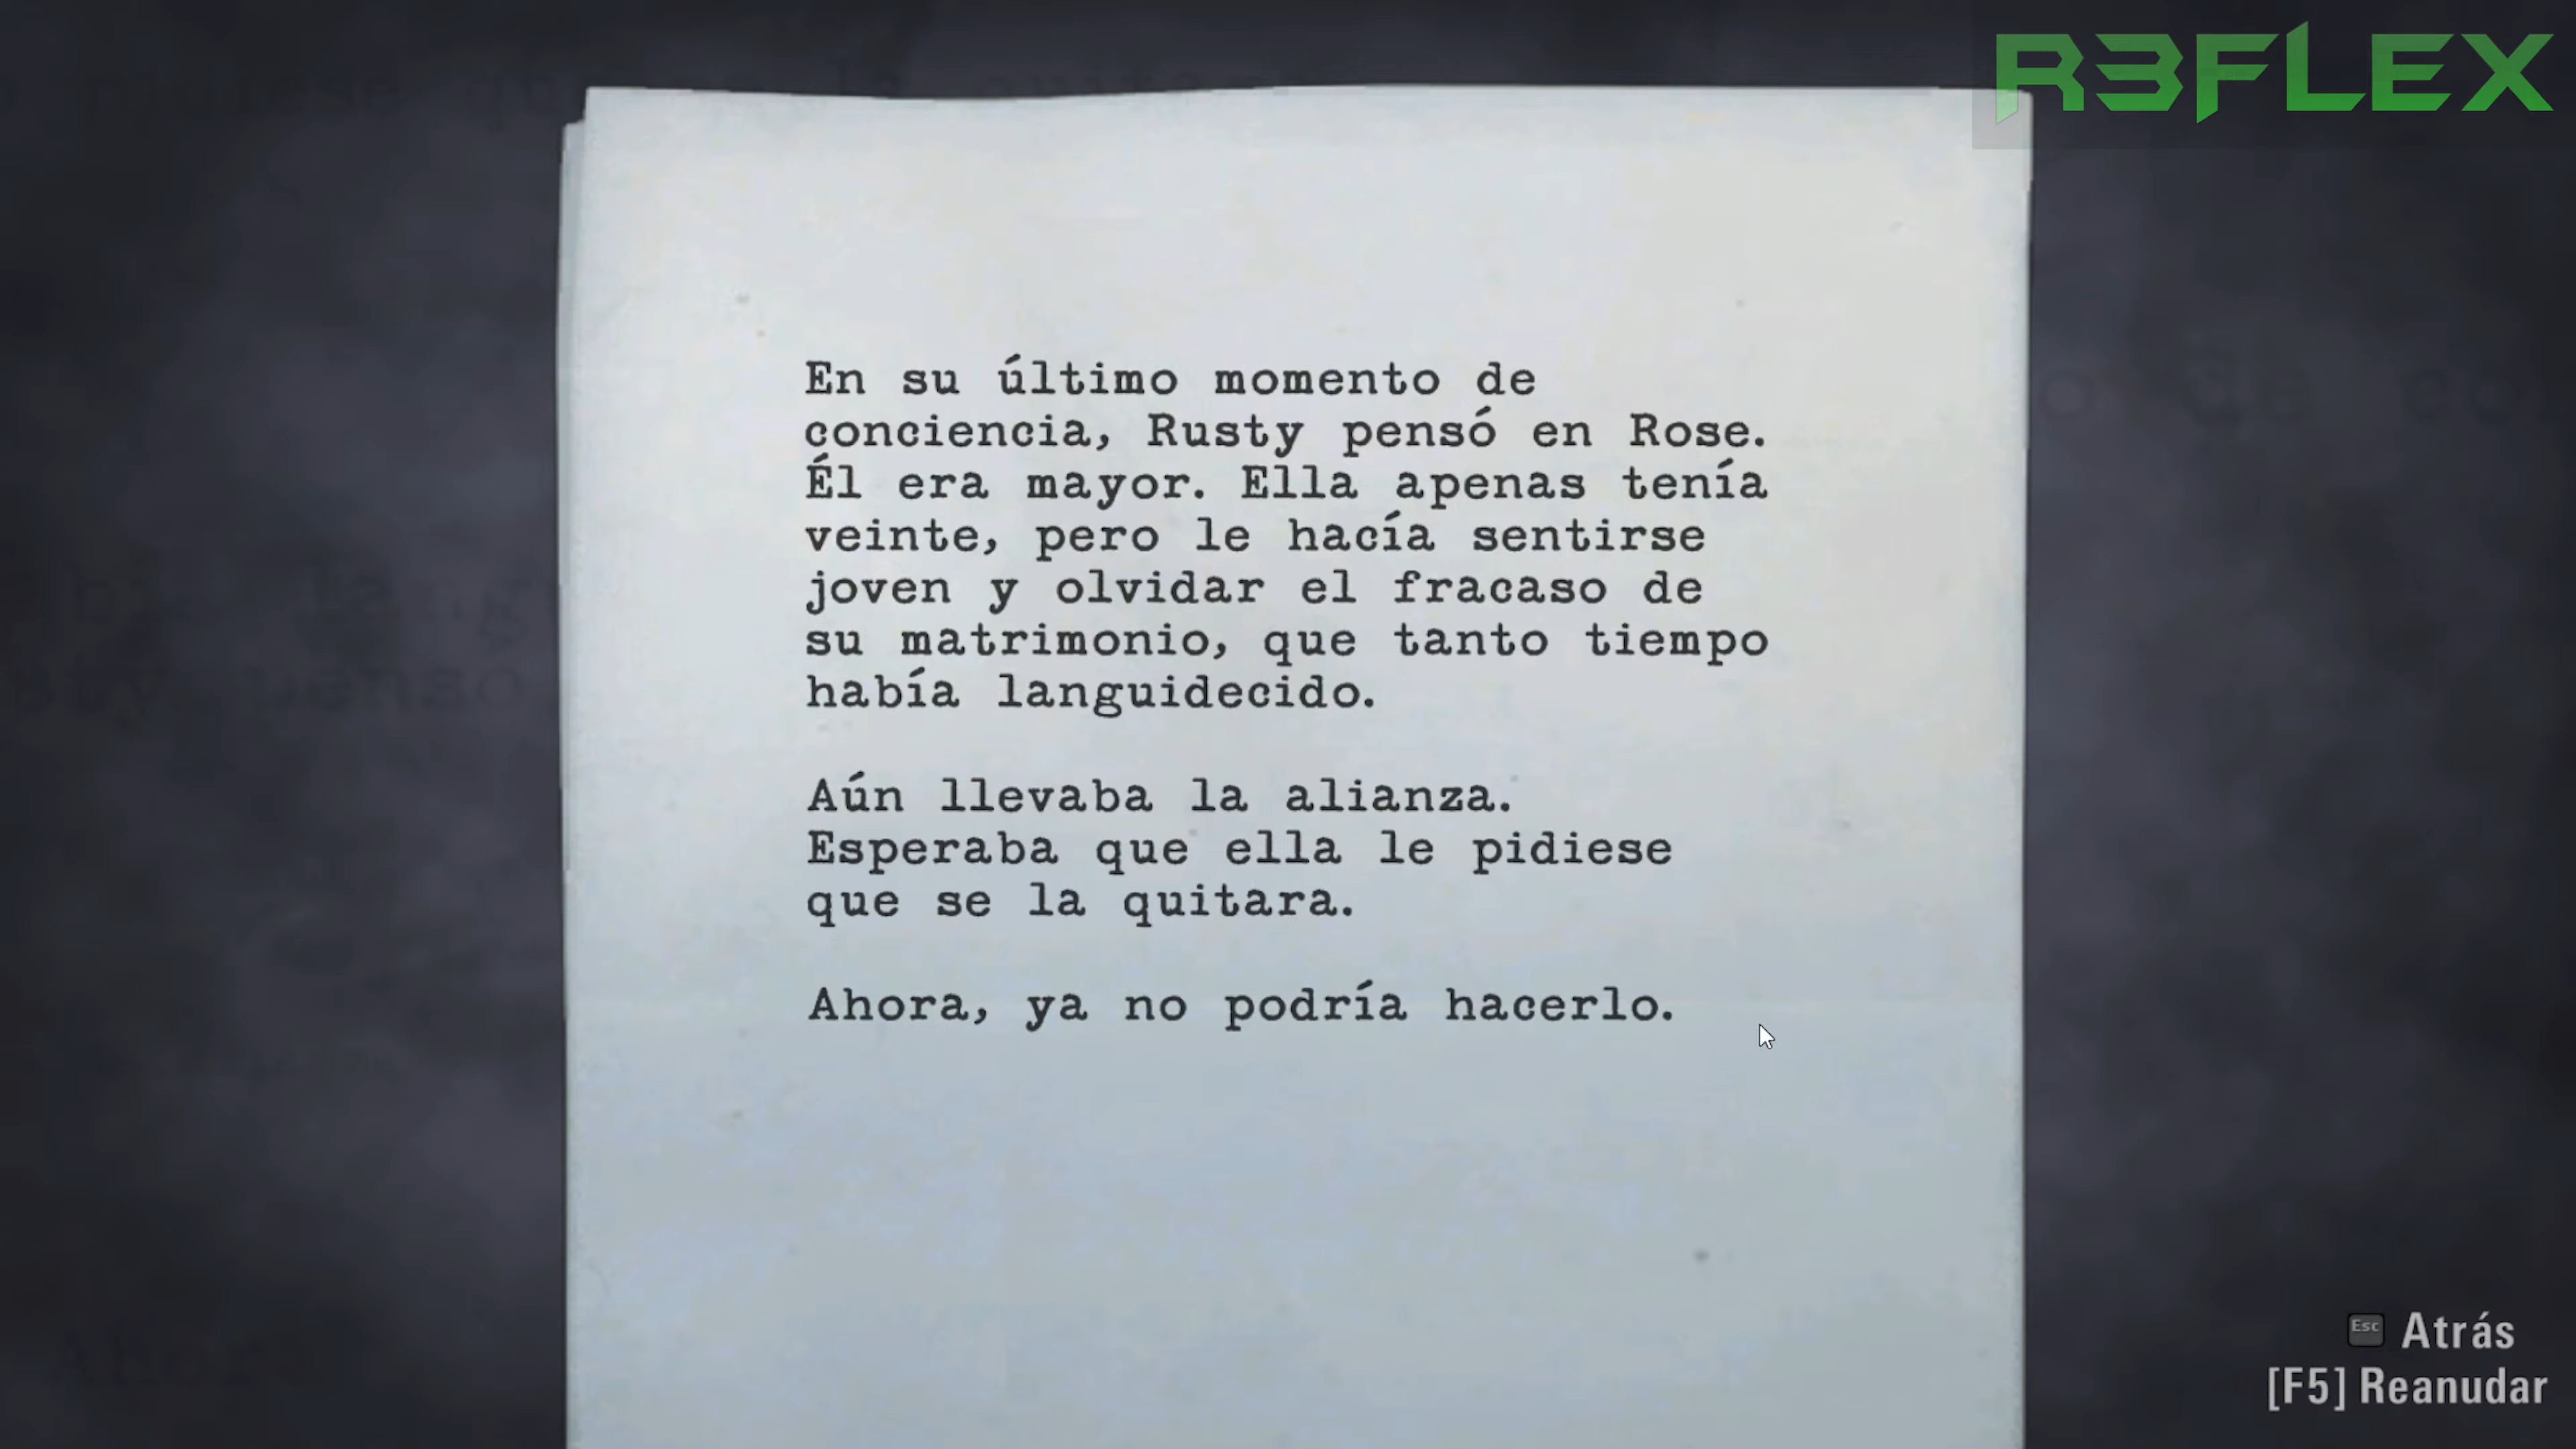 R3FLEX
En su último momento de
conciencia, Rusty pensó en Rose.
Él era mayor. Ella apenas tenía
veinte, pero le hacía sentirse
joven y olvidar el fracaso de
su matrimonio, que tanto tiempo
había languidecido.
Aún llevaba la alianza.
Esperaba que ella le pidiese
que se la quitara.
Ahora, ya no podría hacerlo.
Esc Atrás
[F5] Reanudar